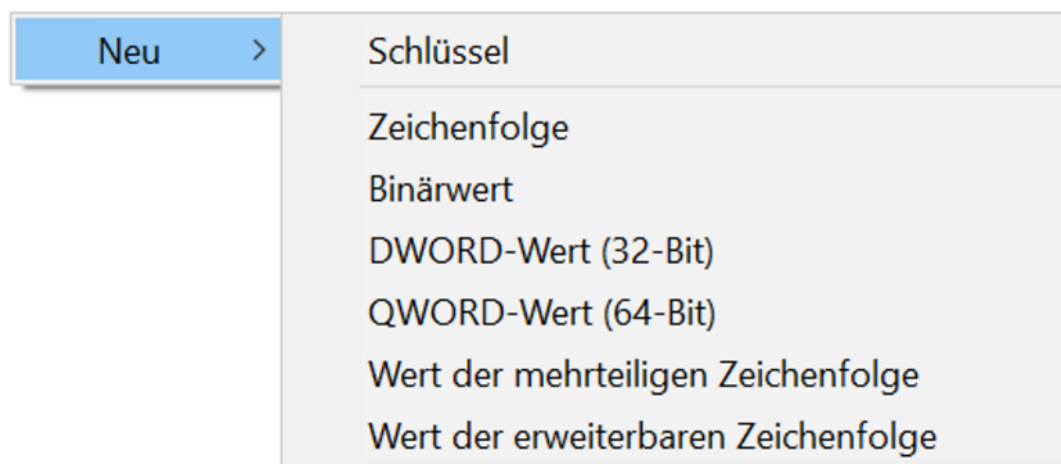 Neu > Schlüssel
Zeichenfolge
Binärwert
DWORD-Wert (32-Bit)
QWORD-Wert (64-Bit)
Wert der mehrteiligen Zeichenfolge
Wert der erweiterbaren Zeichenfolge